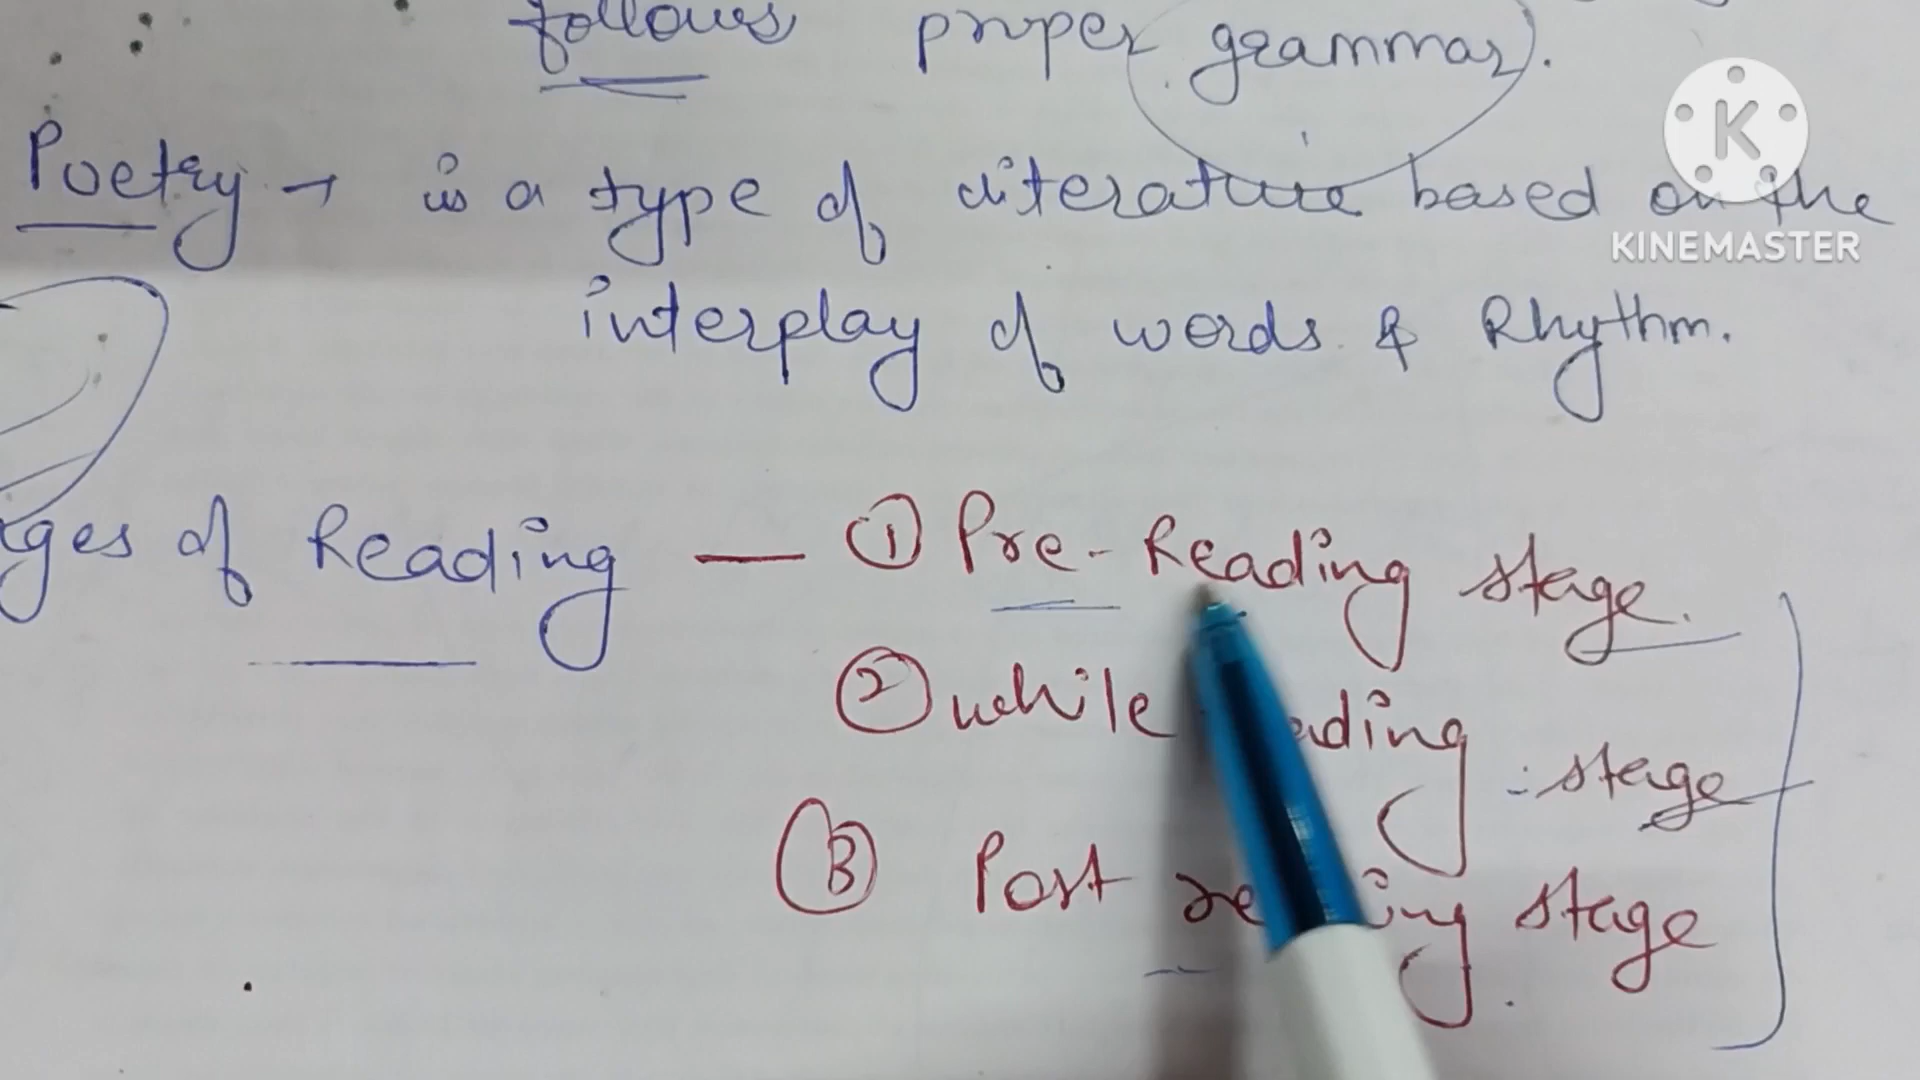 follows proper grammar.
Poetry → is a type of literature based on the
interplay of words & Rhythm.
ges of Reading — ① Pre-Reading stage.
② while ading stage
③ Post reading stage
K
KINEMASTER